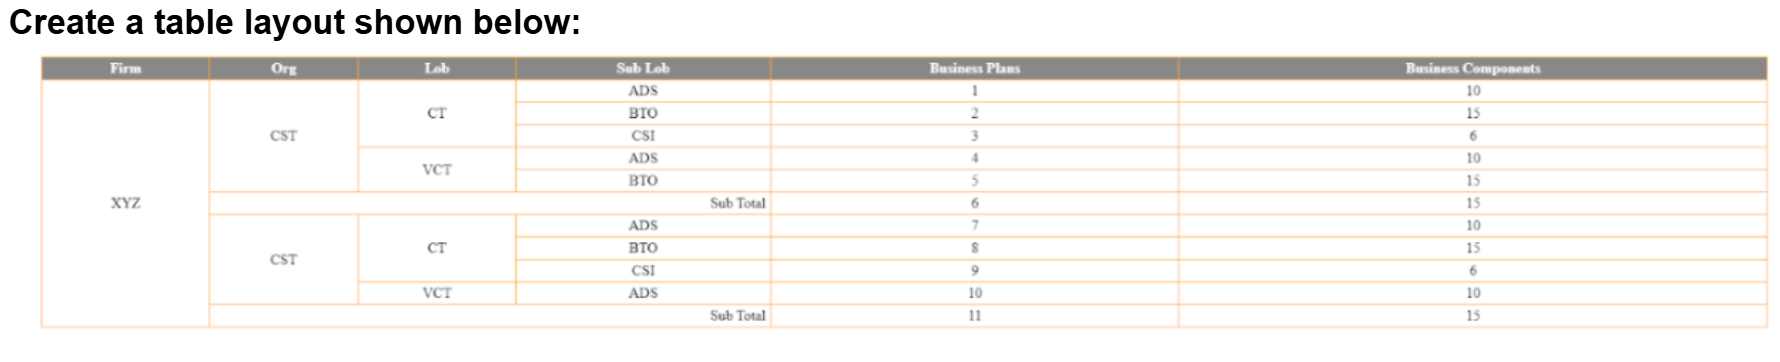 Create a table layout shown below:
Firm Org Lob Sub Lob Business Plans Business Components
XYZ CST CT ADS 1 10
BTO 2 15
CSI 3 6
VCT ADS 4 10
BTO 5 15
Sub Total 6 15
CST CT ADS 7 10
BTO 8 15
CSI 9 6
VCT ADS 10 10
Sub Total 11 15